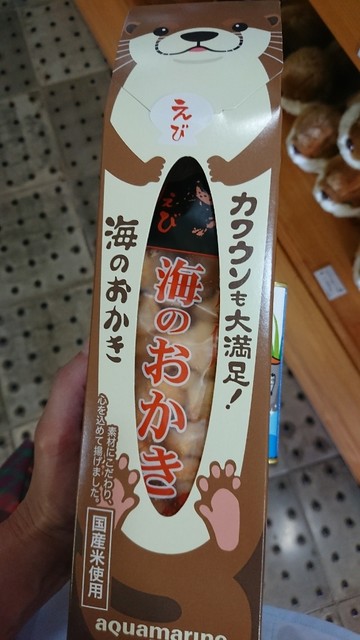 えび
えび
カワウソも大満足!
海のおかき
海のおかき
素材にこだわり、
心を込めて揚げました。
国産米使用
aquamarine